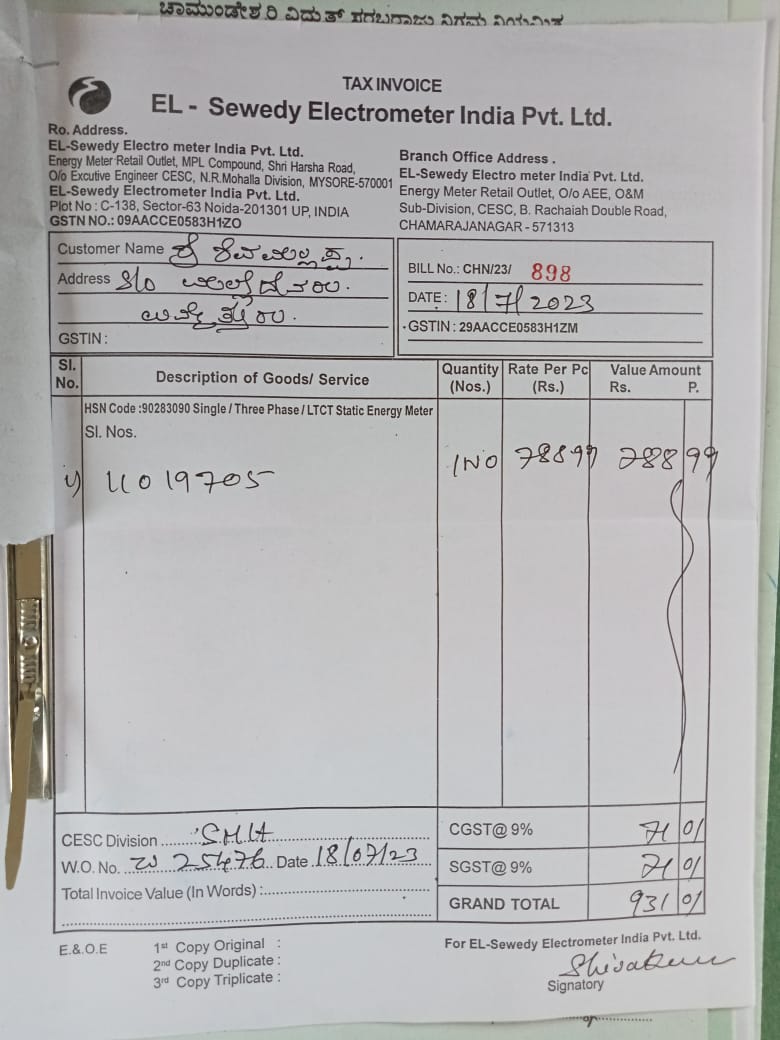 TAX INVOICE
EL - Sewedy Electrometer India Pvt. Ltd.
Ro. Address.
EL-Sewedy Electro meter India Pvt. Ltd.
Energy Meter Retail Outlet, MPL Compound, Shri Harsha Road,
O/o Excutive Engineer CESC, N.R.Mohalla Division, MYSORE-570001
EL-Sewedy Electrometer India Pvt. Ltd.
Plot No : C-138, Sector-63 Noida-201301 UP, INDIA
GSTN NO.: 09AACCE0583H1ZO
Branch Office Address .
EL-Sewedy Electro meter India Pvt. Ltd.
Energy Meter Retail Outlet, O/o AEE, O&M
Sub-Division, CESC, B. Rachaiah Double Road,
CHAMARAJANAGAR - 571313
Customer Name ಶ್ರೀ
Address S/o
GSTIN :
BILL No.: CHN/23/ 898
DATE : 18/7/2023
GSTIN : 29AACCE0583H1ZM
Sl. No. Description of Goods/ Service Quantity (Nos.) Rate Per Pc (Rs.) Value Amount Rs. P.
HSN Code :90283090 Single / Three Phase / LTCT Static Energy Meter
Sl. Nos.
1NO 788 99 788 99
U019705
CESC Division
W.O. No. 25476 Date 18/07/23
Total Invoice Value (In Words) :
CGST@ 9% 71 01
SGST@ 9% 71 01
GRAND TOTAL 931 01
E.& O.E
1st Copy Original :
2nd Copy Duplicate :
3rd Copy Triplicate :
For EL-Sewedy Electrometer India Pvt. Ltd.
Signatory